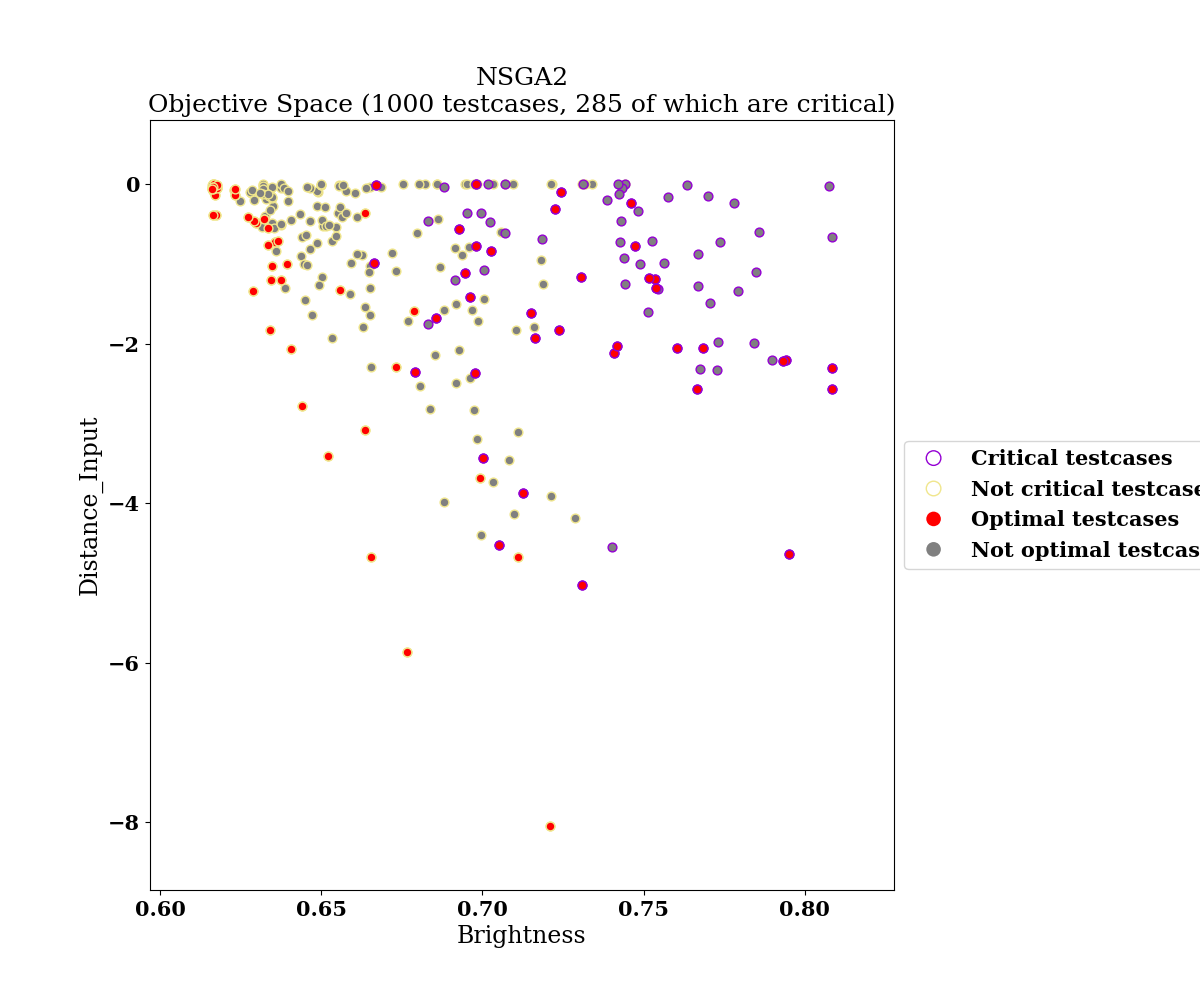 NSGA2
Objective Space (1000 testcases, 285 of which are critical)
0
−2
−4
−6
−8
Distance_Input
0.60 0.65 0.70 0.75 0.80
Brightness
Critical testcases
Not critical testcase
Optimal testcases
Not optimal testcas